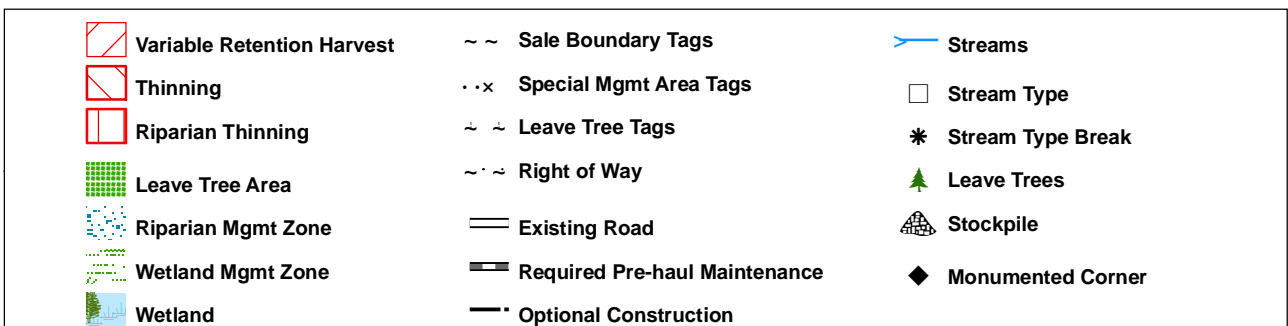 Variable Retention Harvest
Thinning
Riparian Thinning
Leave Tree Area
Riparian Mgmt Zone
Wetland Mgmt Zone
Wetland
Sale Boundary Tags
Special Mgmt Area Tags
Leave Tree Tags
Right of Way
Existing Road
Required Pre-haul Maintenance
Optional Construction
Streams
Stream Type
Stream Type Break
Leave Trees
Stockpile
Monumented Corner